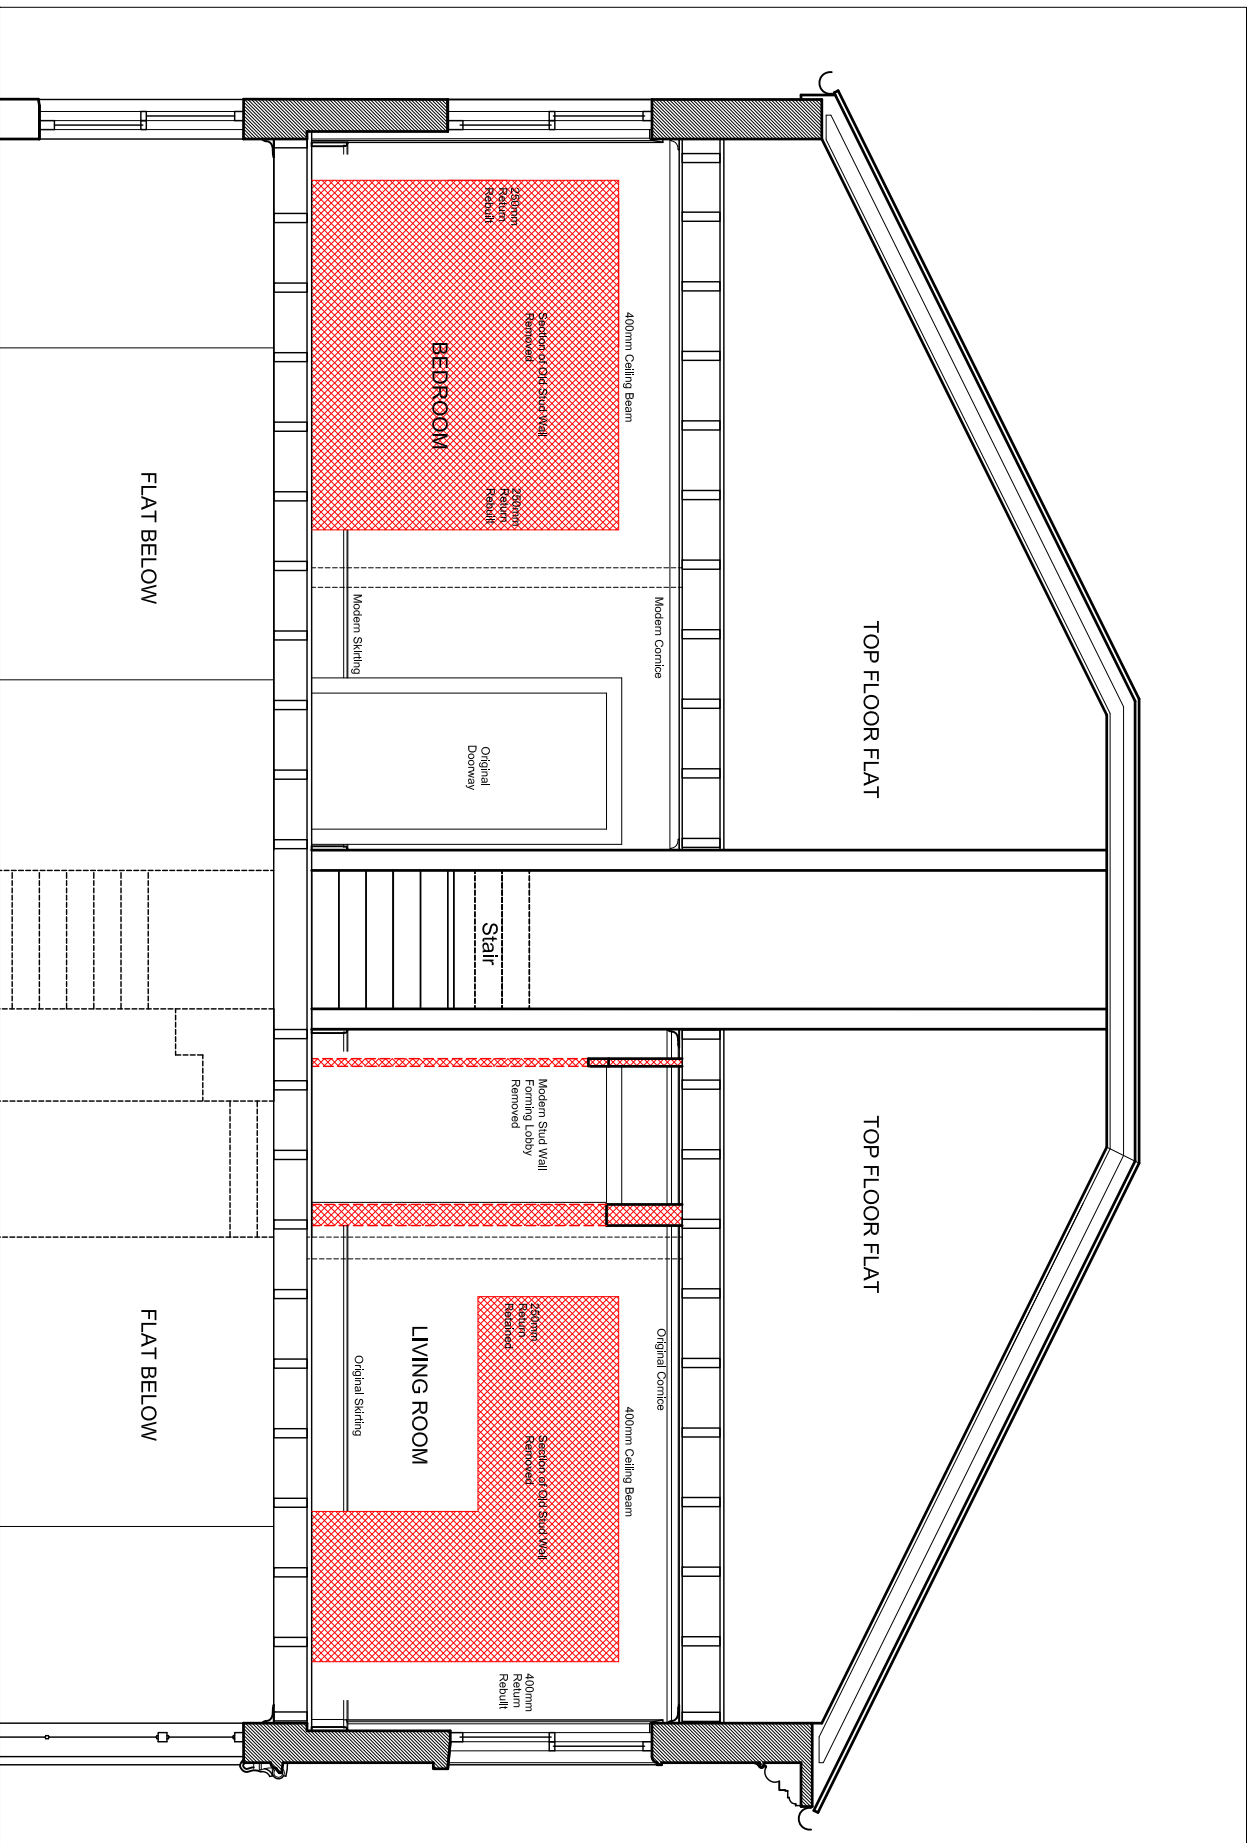 TOP FLOOR FLAT
TOP FLOOR FLAT
400mm Ceiling Beam
Modern Cornice
Original Cornice
400mm Ceiling Beam
250mm
Return
Rebuilt
Section of Old Stud Wall
Removed
250mm
Return
Rebuilt
BEDROOM
Modern Skirting
Original
Doorway
Stair
Modern Stud Wall
Forming Lobby
Removed
250mm
Return
Retained
Section of Old Stud Wall
Removed
400mm
Return
Rebuilt
LIVING ROOM
Original Skirting
FLAT BELOW
FLAT BELOW